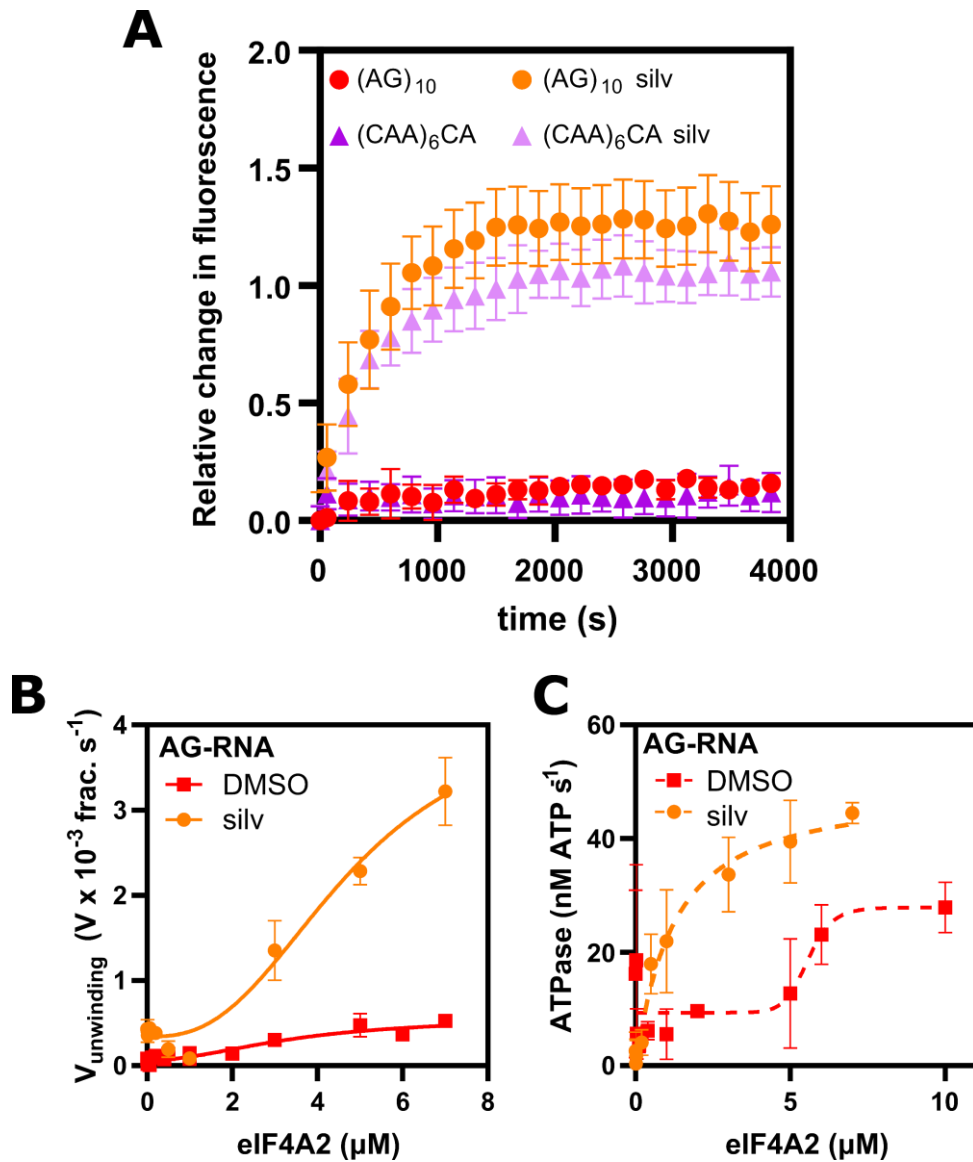 A
Relative change in fluorescence
2.0
1.5
1.0
0.5
0.0
(AG)10
(AG)10 silv
(CAA)6CA
(CAA)6CA silv
0 1000 2000 3000 4000
time (s)
B
Vunwinding (V x 10-3 frac. s-1)
4
3
2
1
0
AG-RNA
DMSO
silv
0 2 4 6 8
eIF4A2 (μM)
C
ATPase (nM ATP s-1)
60
40
20
0
AG-RNA
DMSO
silv
0 5 10
eIF4A2 (μM)